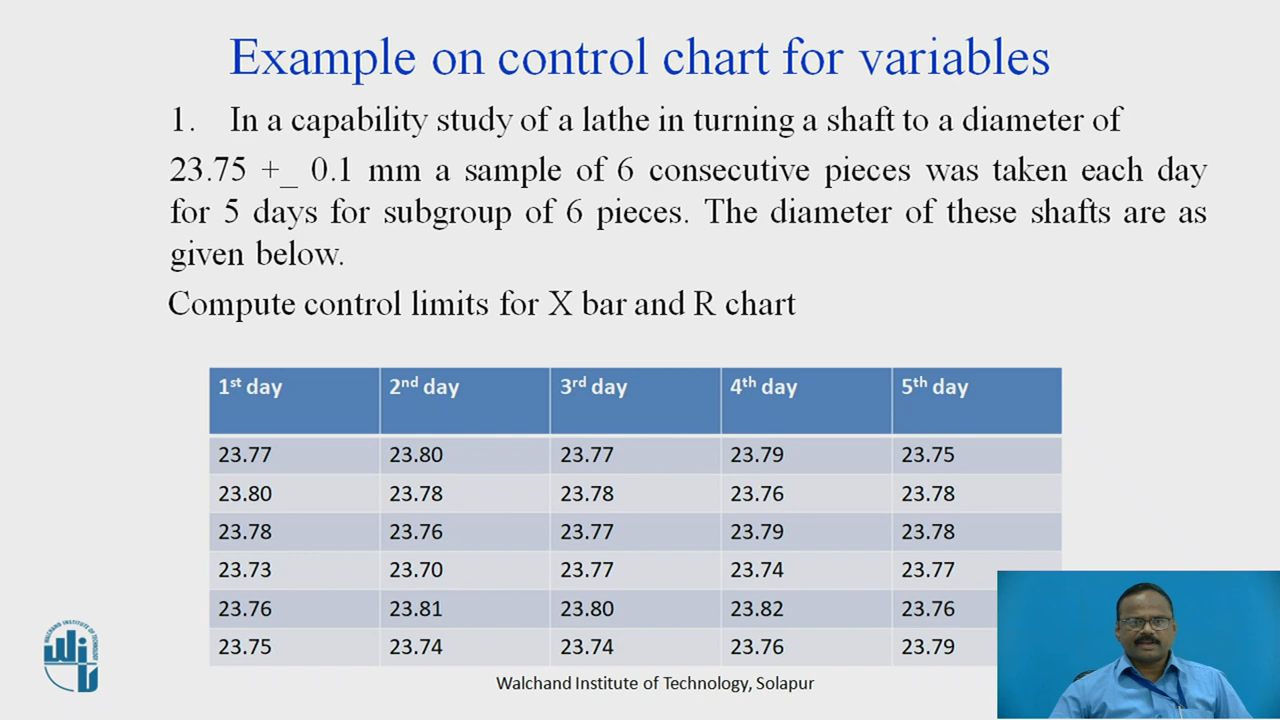 Example on control chart for variables
1. In a capability study of a lathe in turning a shaft to a diameter of
23.75 +_ 0.1 mm a sample of 6 consecutive pieces was taken each day
for 5 days for subgroup of 6 pieces. The diameter of these shafts are as
given below.
Compute control limits for X bar and R chart
1st day 2nd day 3rd day 4th day 5th day
23.77 23.80 23.77 23.79 23.75
23.80 23.78 23.78 23.76 23.78
23.78 23.76 23.77 23.79 23.78
23.73 23.70 23.77 23.74 23.77
23.76 23.81 23.80 23.82 23.76
23.75 23.74 23.74 23.76 23.79
WALCHAND INSTITUTE OF TECHNOLOGY
WIT
Walchand Institute of Technology, Solapur